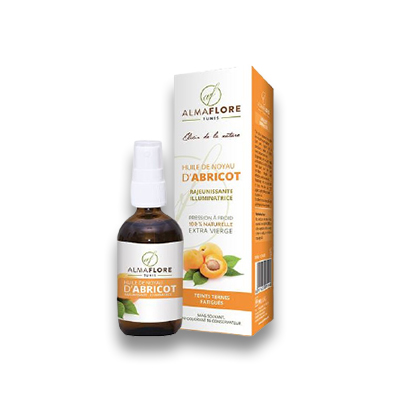 ALMAFLORE
TUNIS
Elixir de la nature
HUILE DE NOYAU
D'ABRICOT
RAJEUNISSANTE
ILLUMINATRICE
PRESSION À FROID
100 % NATURELLE
EXTRA VIERGE
TEINTS TERNES
FATIGUÉS
ALMAFLORE
TUNIS
HUILE DE NOYAU
D'ABRICOT